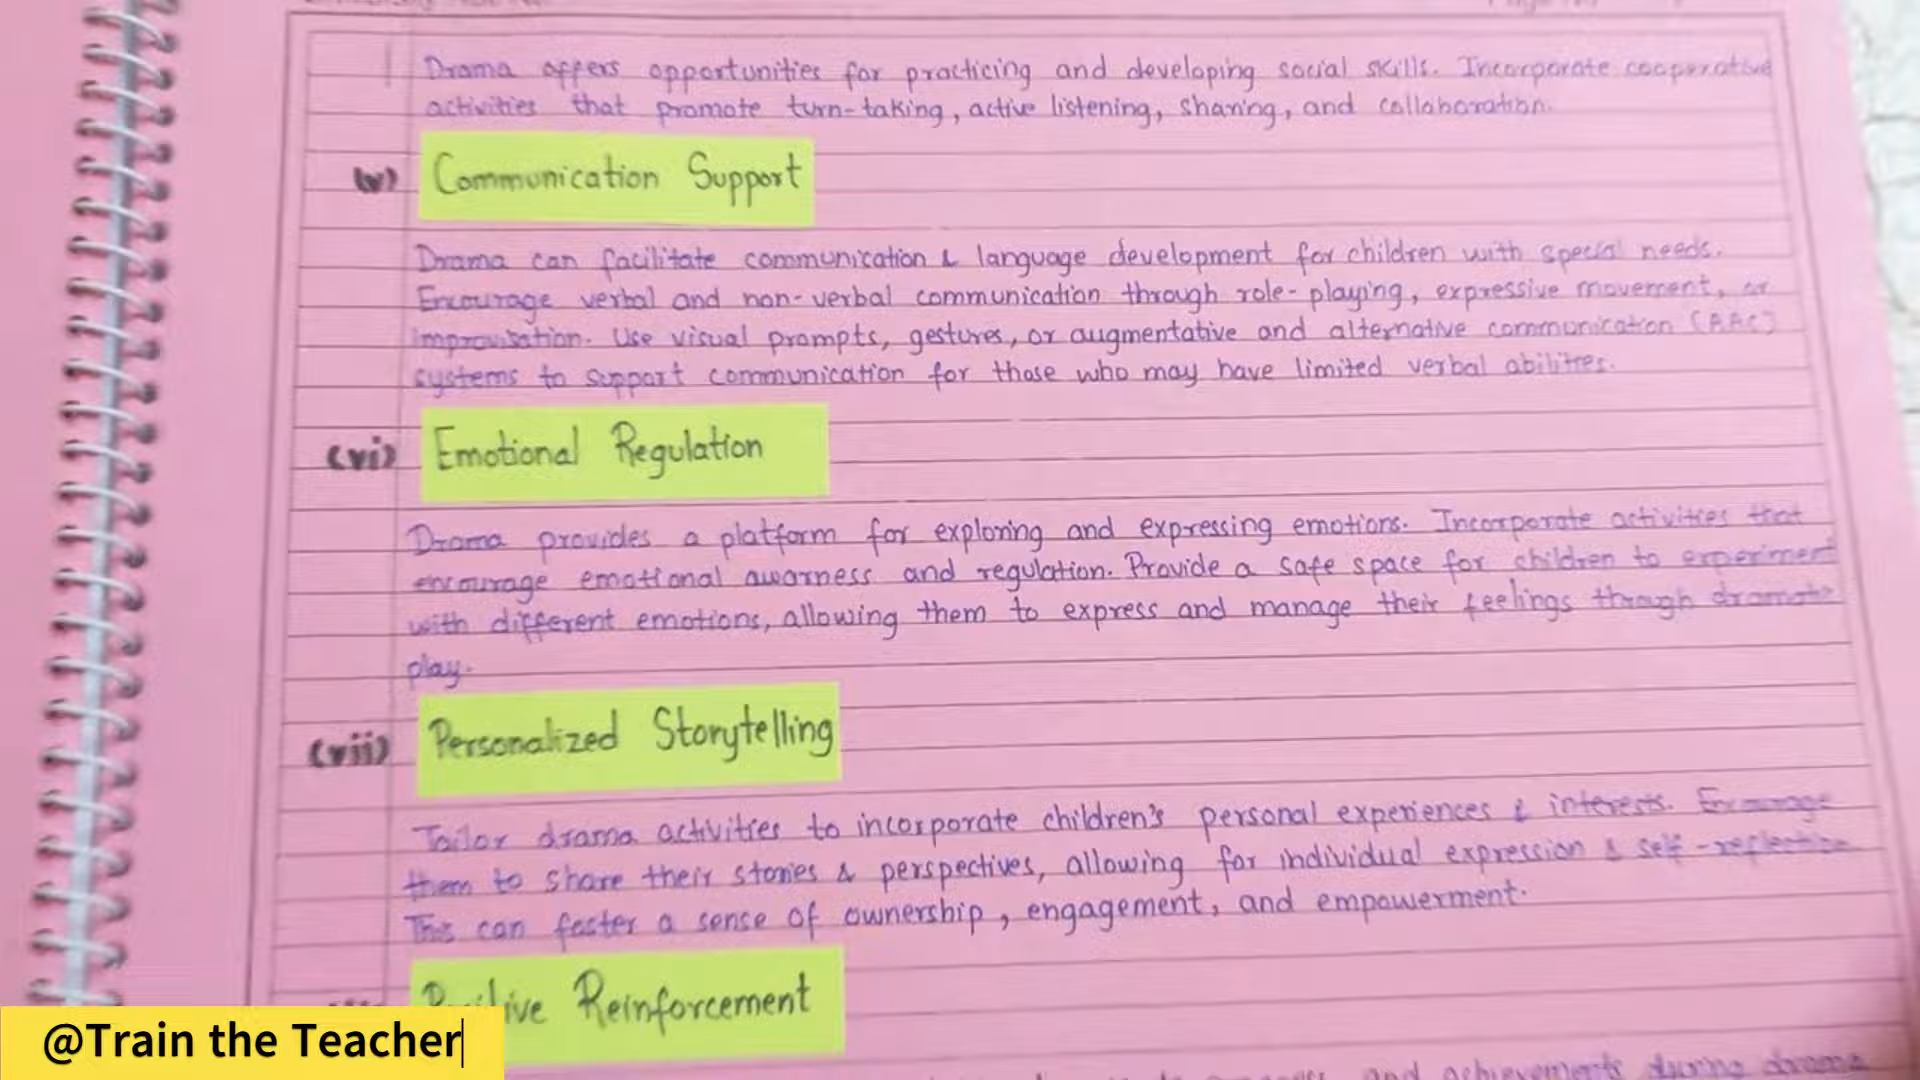 Drama offers opportunities for practicing and developing social skills. Incorporate cooperative
activities that promote turn-taking, active listening, sharing, and collaboration.
(v) Communication Support
Drama can facilitate communication & language development for children with special needs.
Encourage verbal and non-verbal communication through role-playing, expressive movement, or
improvisation. Use visual prompts, gestures, or augmentative and alternative communication (AAC)
systems to support communication for those who may have limited verbal abilities.
(vi) Emotional Regulation
Drama provides a platform for exploring and expressing emotions. Incorporate activities that
encourage emotional awarness and regulation. Provide a safe space for children to experiment
with different emotions, allowing them to express and manage their feelings through dramatic
play.
(vii) Personalized Storytelling
Tailor drama activities to incorporate children's personal experiences & interests. Encourage
them to share their stories & perspectives, allowing for individual expression & self-reflection
This can foster a sense of ownership, engagement, and empowerment.
Positive Reinforcement
and achievements during drama
@Train the Teacher